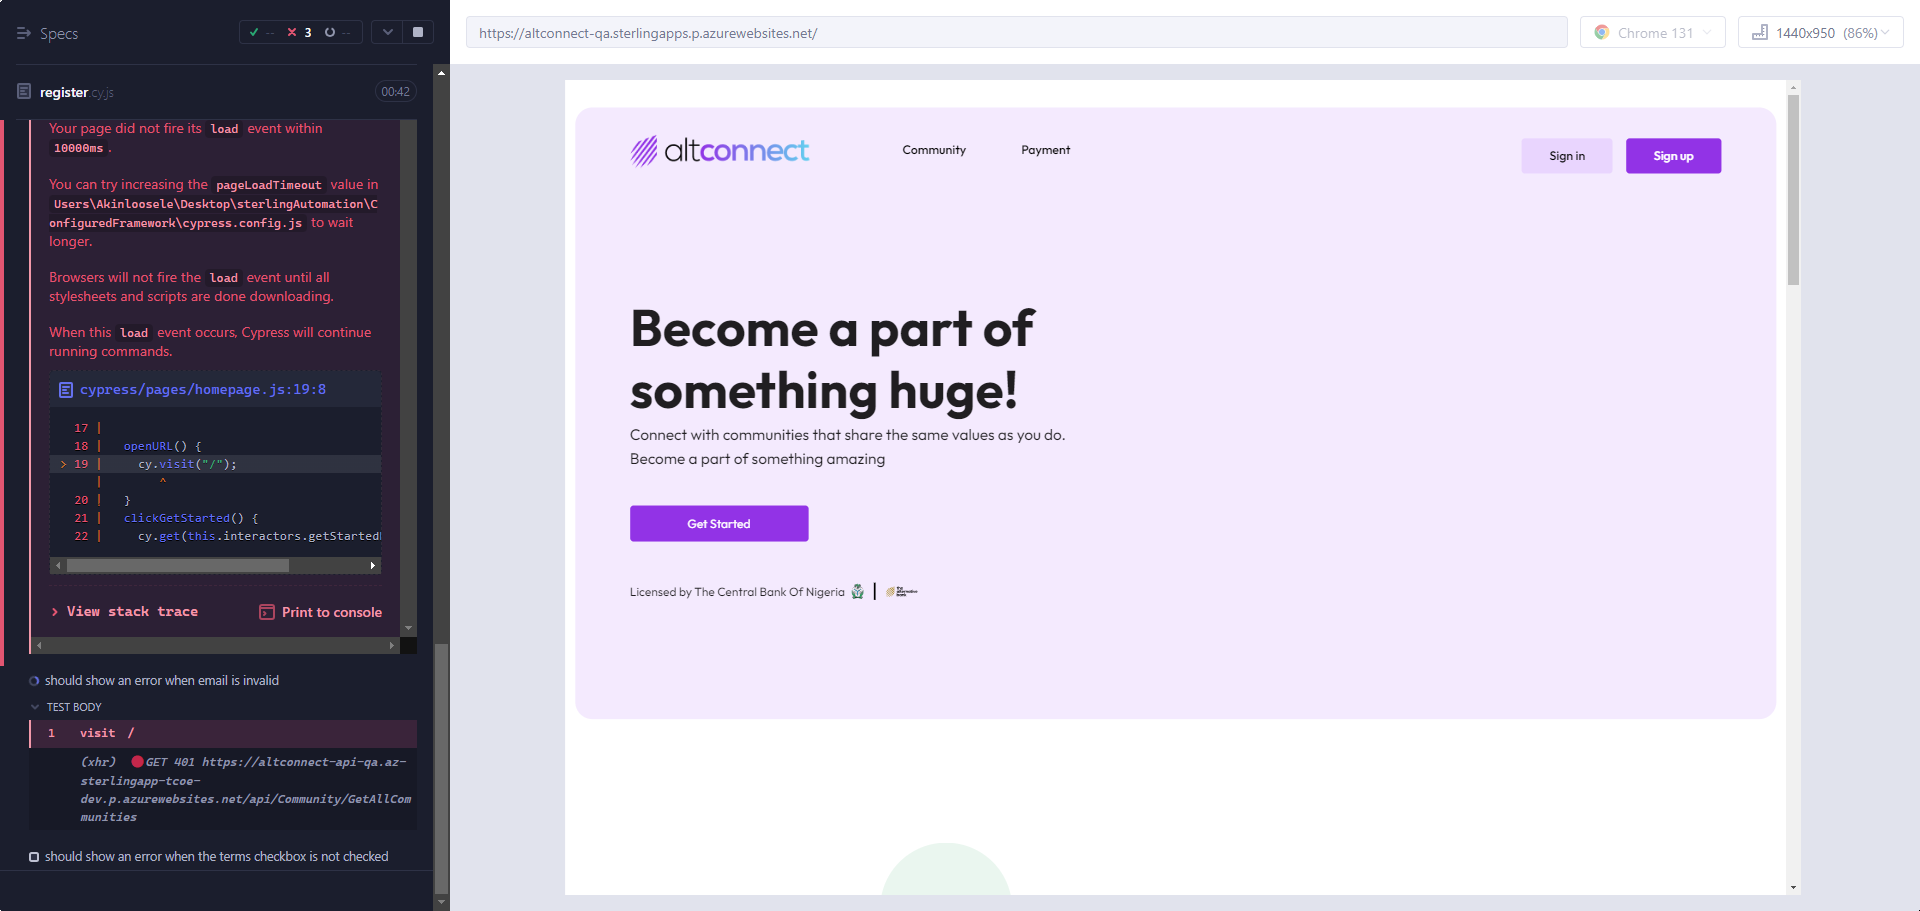 Specs
-- 3 --
https://altconnect-qa.sterlingapps.p.azurewebsites.net/
Chrome 131
1440x950 (86%)
register.cy.js
00:42
Your page did not fire its load event within
10000ms .
You can try increasing the pageLoadTimeout value in
Users\Akinloosele\Desktop\sterlingAutomation\C
onfiguredFramework\cypress.config.js to wait
longer.
Browsers will not fire the load event until all
stylesheets and scripts are done downloading.
When this load event occurs, Cypress will continue
running commands.
cypress/pages/homepage.js:19:8
17 |
18 | openURL() {
> 19 | cy.visit("/");
| ^
20 | }
21 | clickGetStarted() {
22 | cy.get(this.interactors.getStarted
View stack trace
Print to console
should show an error when email is invalid
TEST BODY
1 visit /
(xhr) GET 401 https://altconnect-api-qa.az-
sterlingapp-tcoe-
dev.p.azurewebsites.net/api/Community/GetAllCom
munities
should show an error when the terms checkbox is not checked
altconnect
Community
Payment
Sign in
Sign up
Become a part of
something huge!
Connect with communities that share the same values as you do.
Become a part of something amazing
Get Started
Licensed by The Central Bank Of Nigeria
the
alternative
bank